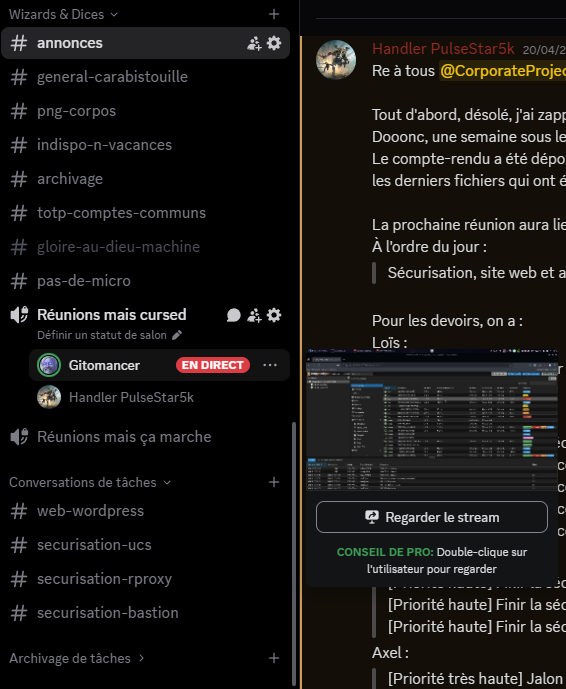 Wizards & Dices
annonces
general-carabistouille
png-corpos
indispo-n-vacances
archivage
totp-comptes-communs
gloire-au-dieu-machine
pas-de-micro
Réunions mais cursed
Définir un statut de salon
Gitomancer EN DIRECT
Handler PulseStar5k
Réunions mais ça marche
Conversations de tâches
web-wordpress
securisation-ucs
securisation-rproxy
securisation-bastion
Archivage de tâches
Handler PulseStar5k 20/04/2
Re à tous @CorporateProjec
Tout d'abord, désolé, j'ai zapp
Dooonc, une semaine sous le
Le compte-rendu a été dépo
les derniers fichiers qui ont é
La prochaine réunion aura lie
À l'ordre du jour :
Sécurisation, site web et a
Pour les devoirs, on a :
Loïs :
Regarder le stream
CONSEIL DE PRO: Double-clique sur
l'utilisateur pour regarder
[Priorité haute] Finir la séc
[Priorité haute] Finir la séc
[Priorité haute] Finir la séc
Axel :
[Priorité très haute] Jalon